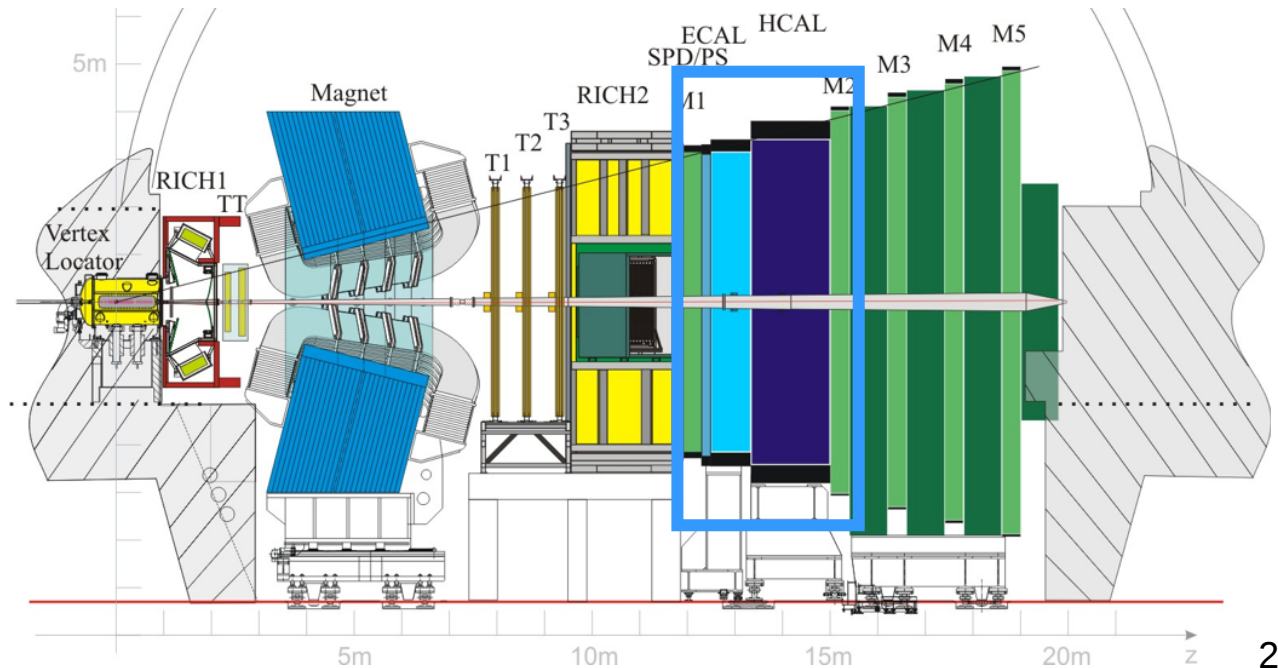 HCAL
M5
ECAL
M4
SPD/PS
M3
5m
M2
Magnet
RICH2
M1
T3
T2
T1
RICH1
TT
Vertex
Locator
5m
10m
15m
20m
z
2